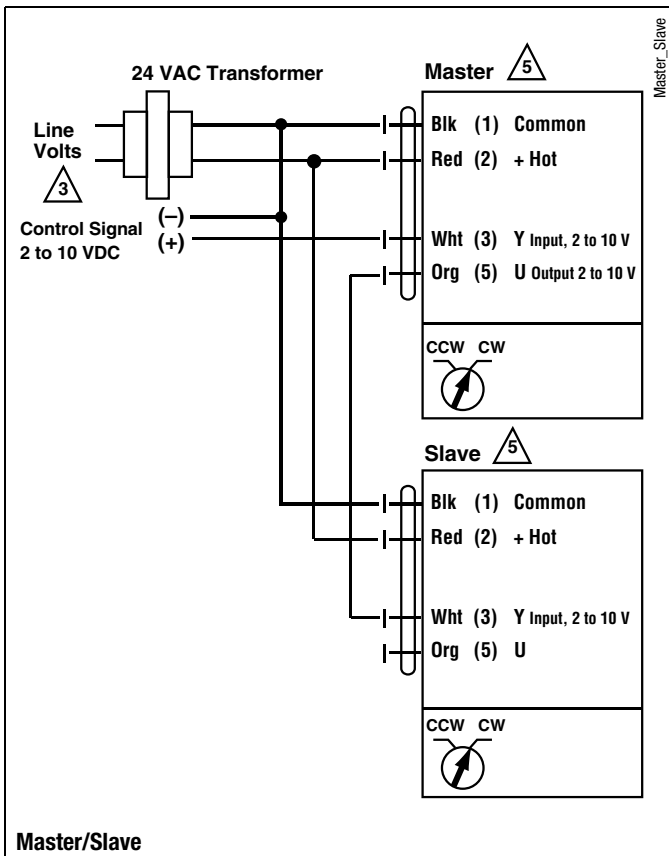 Master_Slave
24 VAC Transformer
Master 5
Line
Volts
3
Control Signal
2 to 10 VDC
(–)
(+)
Blk (1) Common
Red (2) + Hot
Wht (3) Y Input, 2 to 10 V
Org (5) U Output 2 to 10 V
CCW CW
Slave 5
Blk (1) Common
Red (2) + Hot
Wht (3) Y Input, 2 to 10 V
Org (5) U
CCW CW
Master/Slave